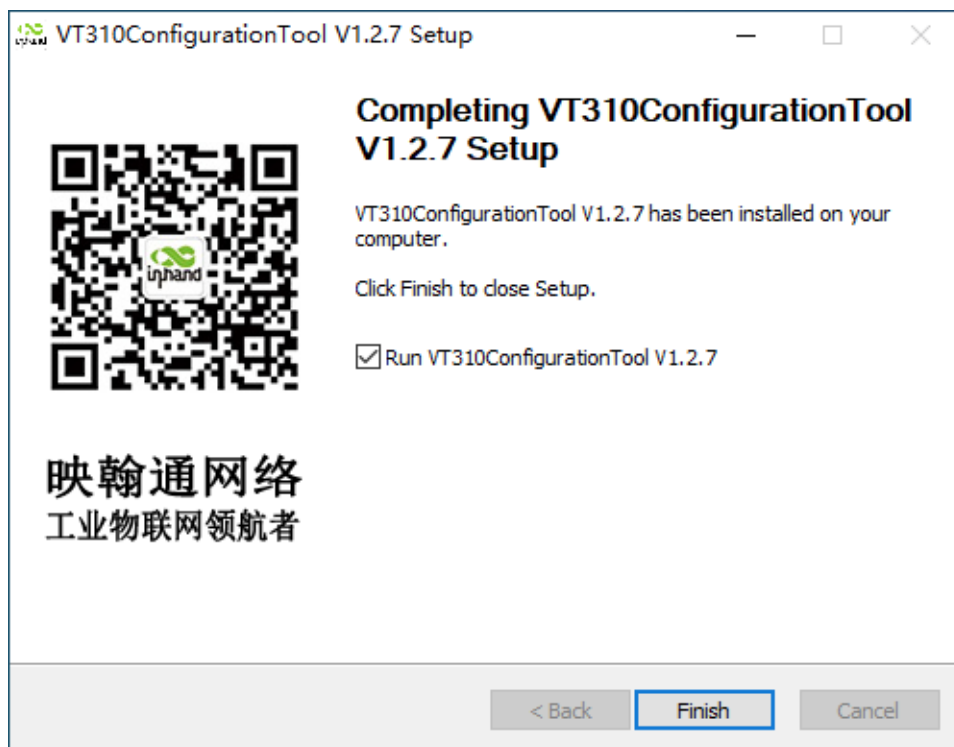 VT310ConfigurationTool V1.2.7 Setup
Completing VT310ConfigurationTool
V1.2.7 Setup
VT310ConfigurationTool V1.2.7 has been installed on your
computer.
Click Finish to close Setup.
Run VT310ConfigurationTool V1.2.7
inhand
映翰通网络
工业物联网领航者
< Back
Finish
Cancel